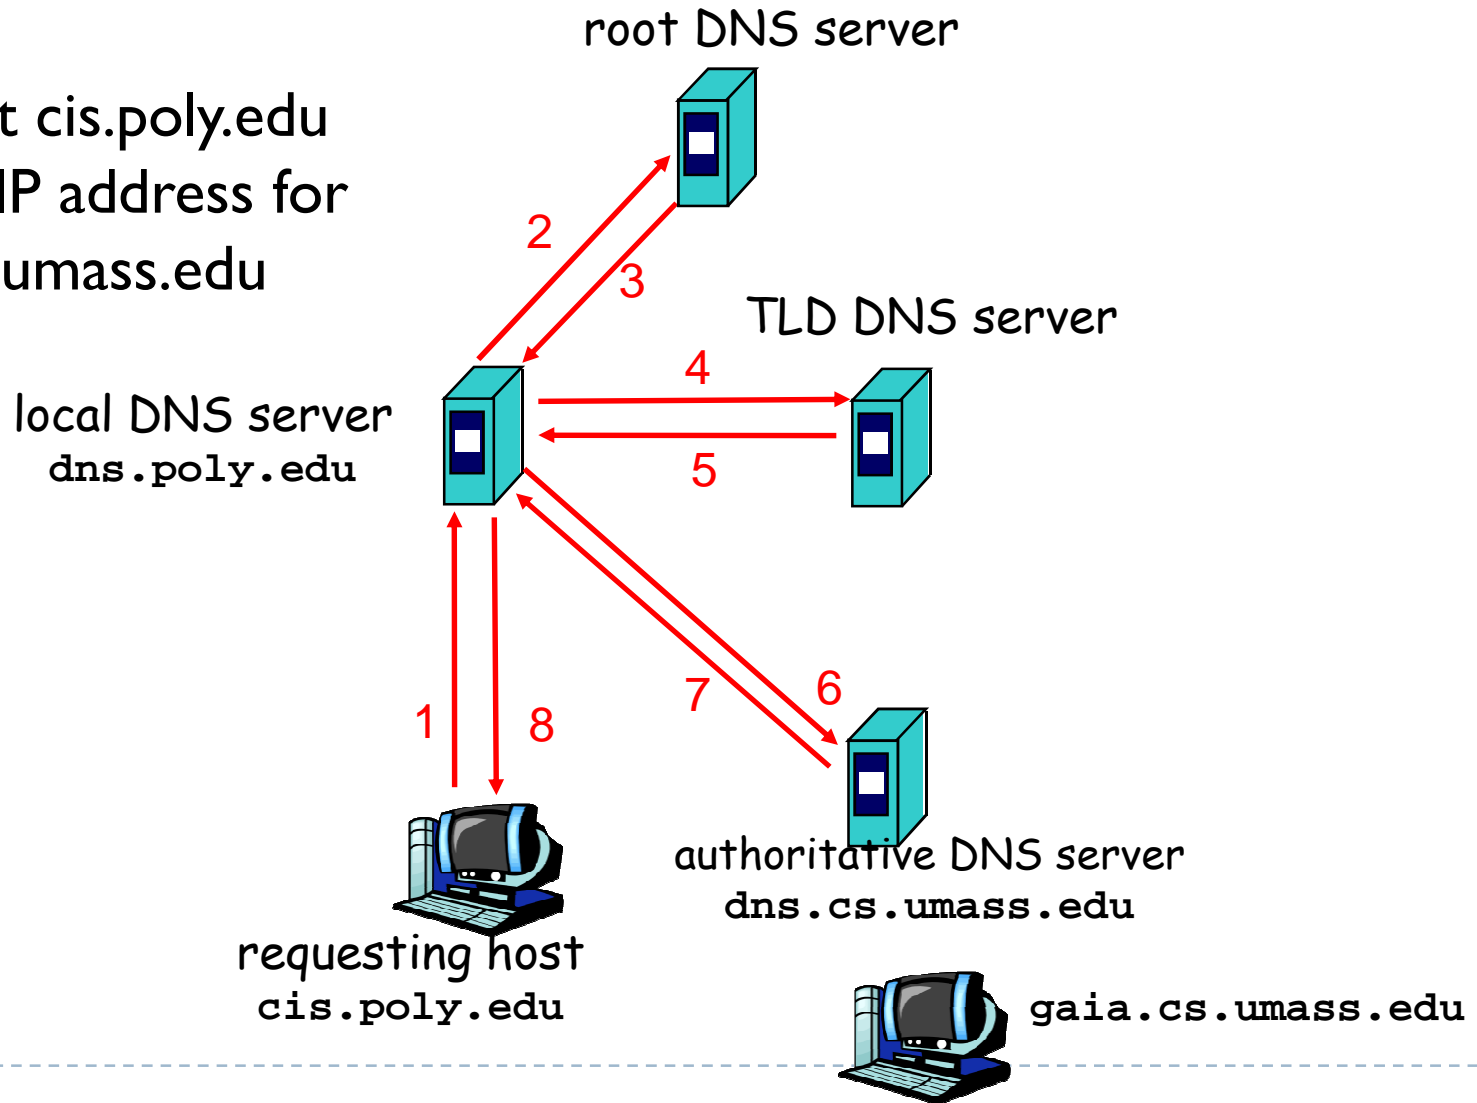 root DNS server
t cis.poly.edu
IP address for
umass.edu
2
3
TLD DNS server
4
local DNS server
dns.poly.edu
5
6
7
1
8
authoritative DNS server
dns.cs.umass.edu
requesting host
cis.poly.edu
gaia.cs.umass.edu